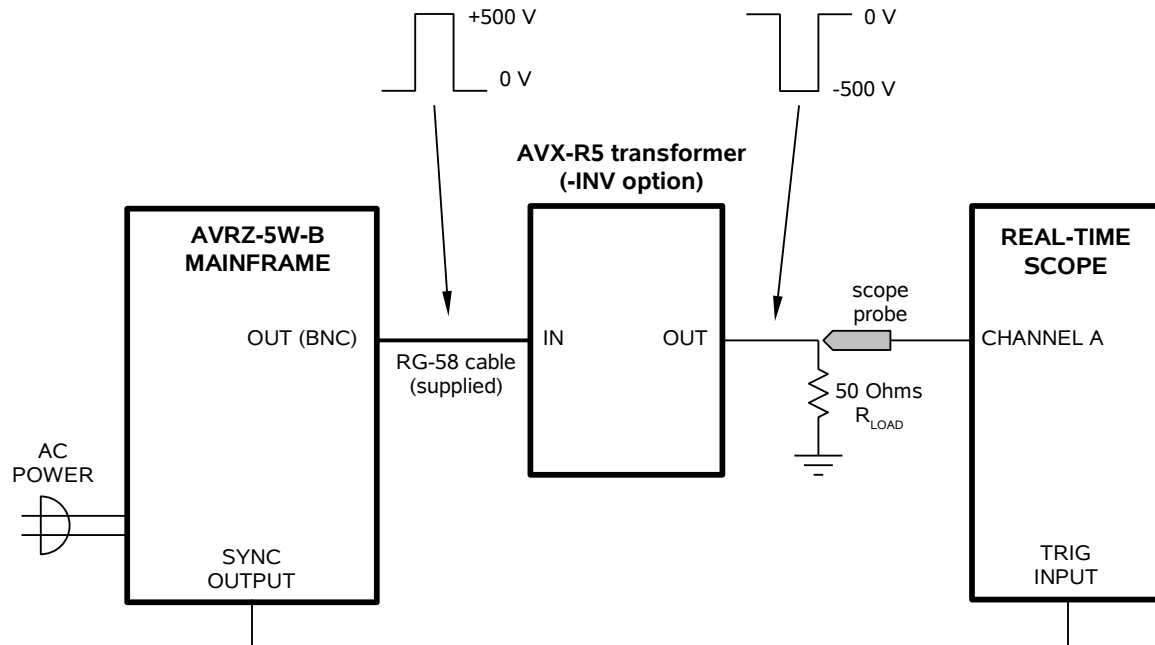 +500 V
0 V
0 V
-500 V
AVX-R5 transformer
(-INV option)
AVRZ-5W-B
MAINFRAME
OUT (BNC)
RG-58 cable
(supplied)
IN
OUT
scope
probe
REAL-TIME
SCOPE
CHANNEL A
50 Ohms
RLOAD
AC
POWER
SYNC
OUTPUT
TRIG
INPUT